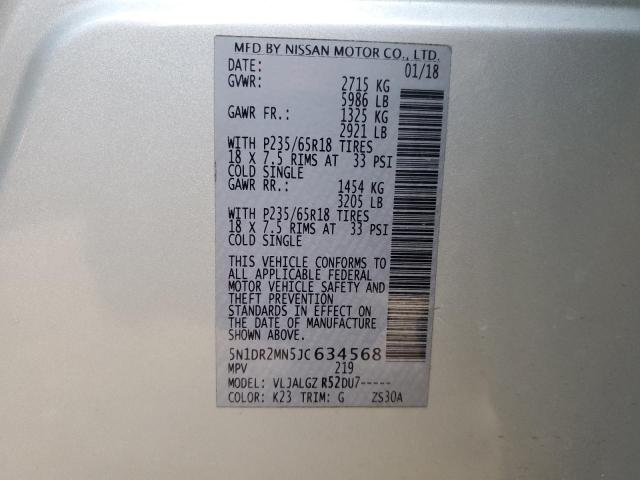 MFD BY NISSAN MOTOR CO., LTD.
DATE: 01/18
GVWR: 2715 KG
5986 LB
GAWR FR.: 1325 KG
2921 LB
WITH P235/65R18 TIRES
18 X 7.5 RIMS AT 33 PSI
COLD SINGLE
GAWR RR.: 1454 KG
3205 LB
WITH P235/65R18 TIRES
18 X 7.5 RIMS AT 33 PSI
COLD SINGLE
THIS VEHICLE CONFORMS TO
ALL APPLICABLE FEDERAL
MOTOR VEHICLE SAFETY AND
THEFT PREVENTION
STANDARDS IN EFFECT ON
THE DATE OF MANUFACTURE
SHOWN ABOVE.
5N1DR2MN5JC634568
MPV 219
MODEL: VLJALGZ R52DU7-----
COLOR: K23 TRIM: G ZS30A